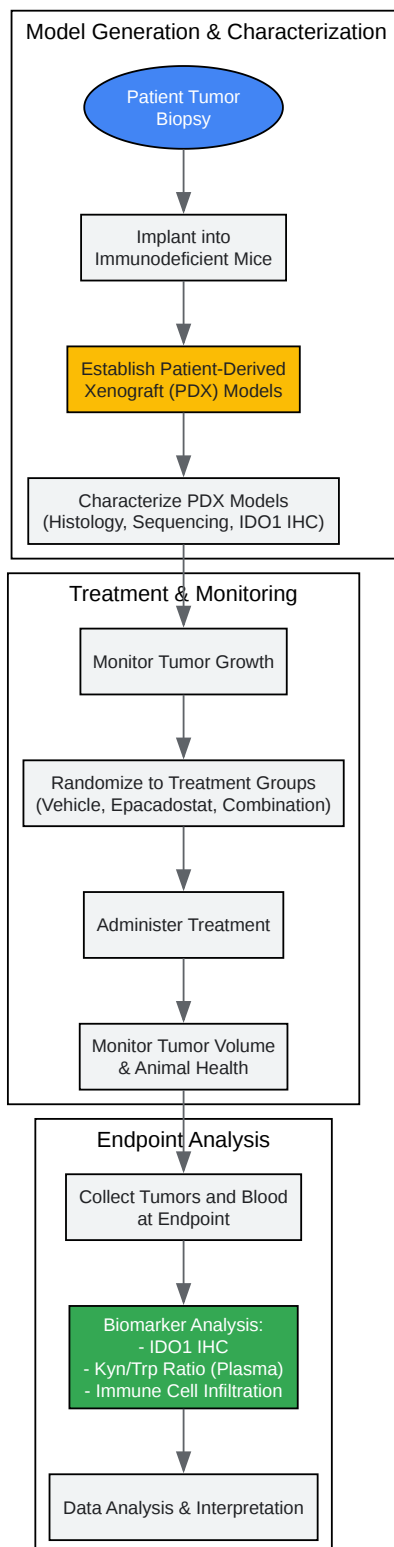 Model Generation & Characterization
Patient Tumor
Biopsy
Implant into
Immunodeficient Mice
Establish Patient-Derived
Xenograft (PDX) Models
Characterize PDX Models
(Histology, Sequencing, IDO1 IHC)
Treatment & Monitoring
Monitor Tumor Growth
Randomize to Treatment Groups
(Vehicle, Epacadostat, Combination)
Administer Treatment
Monitor Tumor Volume
& Animal Health
Endpoint Analysis
Collect Tumors and Blood
at Endpoint
Biomarker Analysis:
- IDO1 IHC
- Kyn/Trp Ratio (Plasma)
- Immune Cell Infiltration
Data Analysis & Interpretation